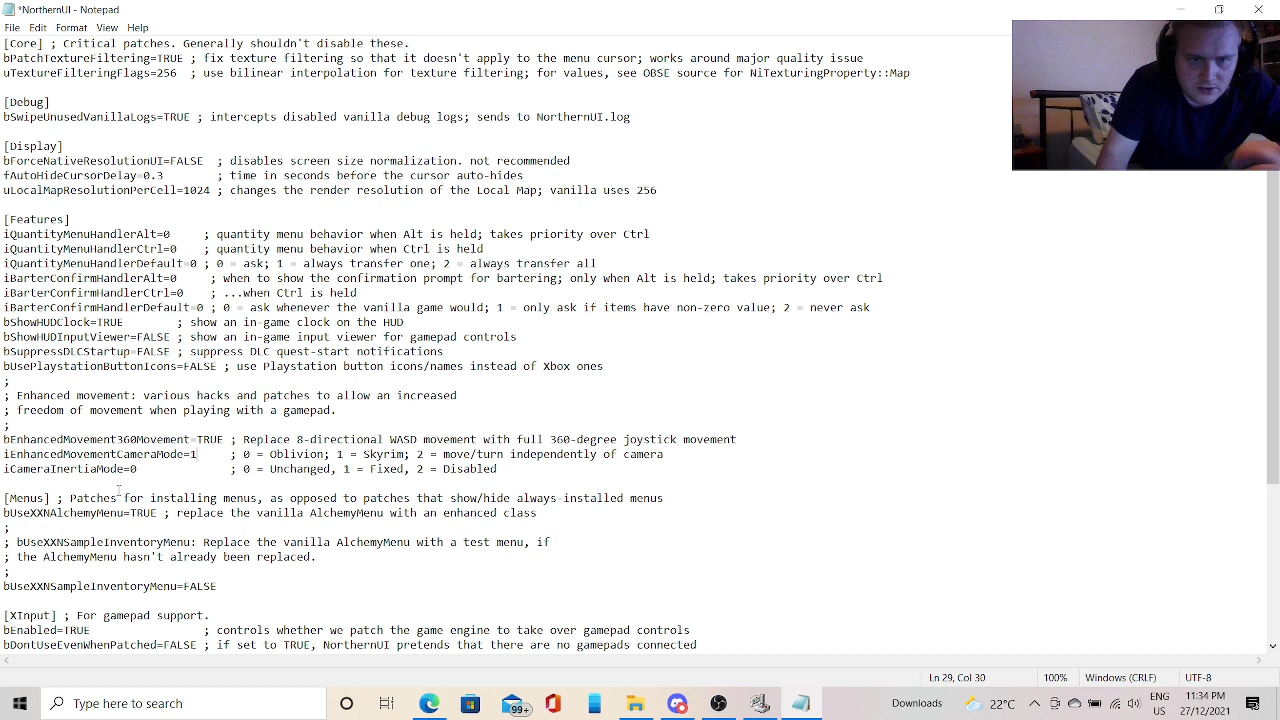 *NorthernUI - Notepad
File Edit Format View Help
[Core] ; Critical patches. Generally shouldn't disable these.
bPatchTextureFiltering=TRUE ; fix texture filtering so that it doesn't apply to the menu cursor; works around major quality issue
uTextureFilteringFlags=256  ; use bilinear interpolation for texture filtering; for values, see OBSE source for NiTexturingProperty::Map
[Debug]
bSwipeUnusedVanillaLogs=TRUE ; intercepts disabled vanilla debug logs; sends to NorthernUI.log
[Display]
bForceNativeResolutionUI=FALSE  ; disables screen size normalization. not recommended
fAutoHideCursorDelay=0.3        ; time in seconds before the cursor auto-hides
uLocalMapResolutionPerCell=1024 ; changes the render resolution of the Local Map; vanilla uses 256
[Features]
iQuantityMenuHandlerAlt=0     ; quantity menu behavior when Alt is held; takes priority over Ctrl
iQuantityMenuHandlerCtrl=0    ; quantity menu behavior when Ctrl is held
iQuantityMenuHandlerDefault=0 ; 0 = ask; 1 = always transfer one; 2 = always transfer all
iBarterConfirmHandlerAlt=0     ; when to show the confirmation prompt for bartering; only when Alt is held; takes priority over Ctrl
iBarterConfirmHandlerCtrl=0    ; ...when Ctrl is held
iBarterConfirmHandlerDefault=0 ; 0 = ask whenever the vanilla game would; 1 = only ask if items have non-zero value; 2 = never ask
bShowHUDClock=TRUE        ; show an in-game clock on the HUD
bShowHUDInputViewer=FALSE ; show an in-game input viewer for gamepad controls
bSuppressDLCStartup=FALSE ; suppress DLC quest-start notifications
bUsePlaystationButtonIcons=FALSE ; use Playstation button icons/names instead of Xbox ones
;
; Enhanced movement: various hacks and patches to allow an increased
; freedom of movement when playing with a gamepad.
;
bEnhancedMovement360Movement=TRUE ; Replace 8-directional WASD movement with full 360-degree joystick movement
iEnhancedMovementCameraMode=1     ; 0 = Oblivion; 1 = Skyrim; 2 = move/turn independently of camera
iCameraInertiaMode=0              ; 0 = Unchanged, 1 = Fixed, 2 = Disabled
[Menus] ; Patches for installing menus, as opposed to patches that show/hide always-installed menus
bUseXXNAlchemyMenu=TRUE ; replace the vanilla AlchemyMenu with an enhanced class
;
; bUseXXNSampleInventoryMenu: Replace the vanilla AlchemyMenu with a test menu, if
; the AlchemyMenu hasn't already been replaced.
;
bUseXXNSampleInventoryMenu=FALSE
[XInput] ; For gamepad support.
bEnabled=TRUE                 ; controls whether we patch the game engine to take over gamepad controls
bDontUseEvenWhenPatched=FALSE ; if set to TRUE, NorthernUI pretends that there are no gamepads connected
Ln 29, Col 30 100% Windows (CRLF) UTF-8
Type here to search 99+ Downloads 22°C ENG US 11:34 PM 27/12/2021